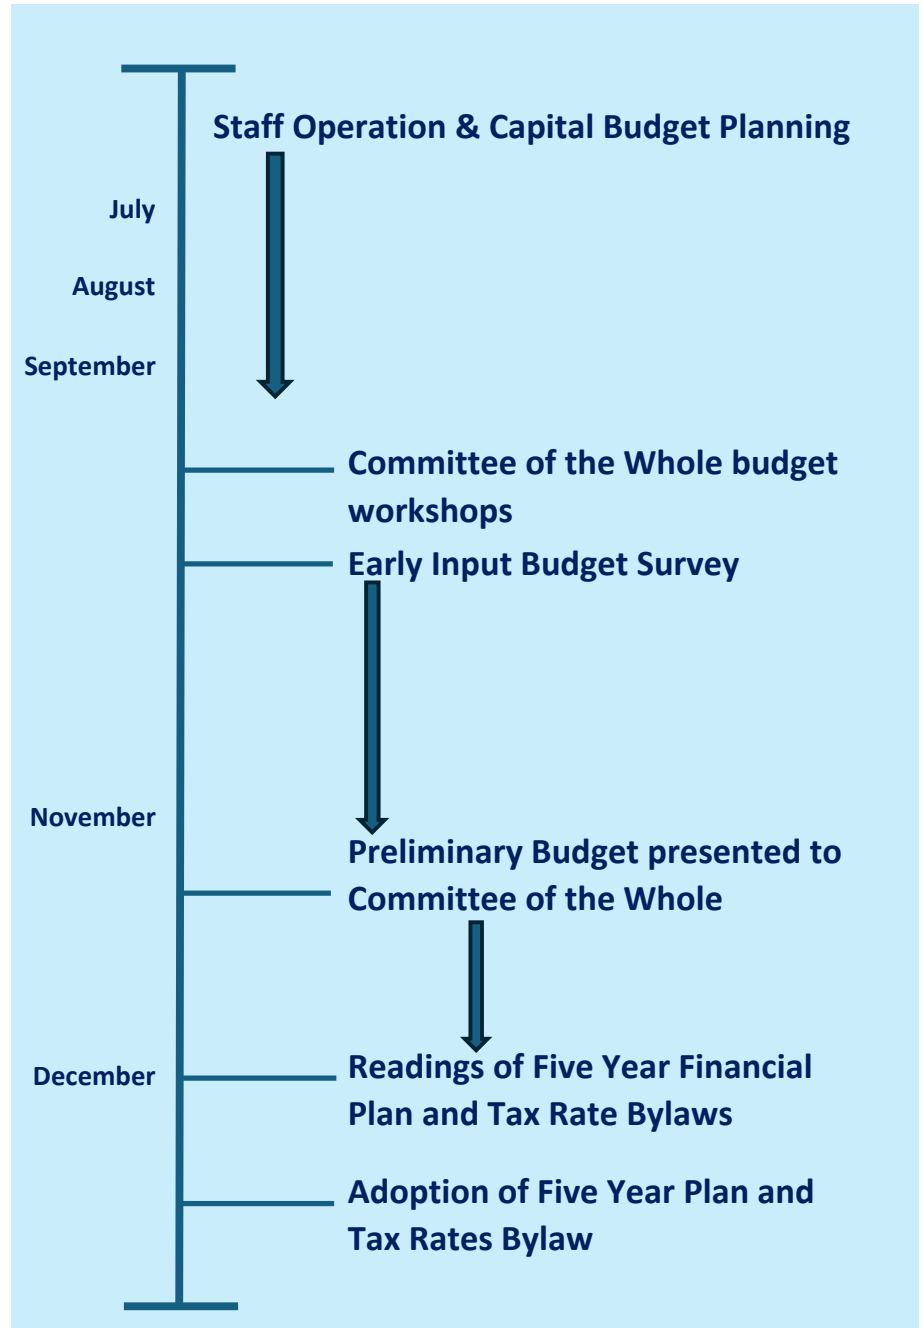 Staff Operation & Capital Budget Planning
July
August
September
Committee of the Whole budget
workshops
Early Input Budget Survey
November
Preliminary Budget presented to
Committee of the Whole
December
Readings of Five Year Financial
Plan and Tax Rate Bylaws
Adoption of Five Year Plan and
Tax Rates Bylaw